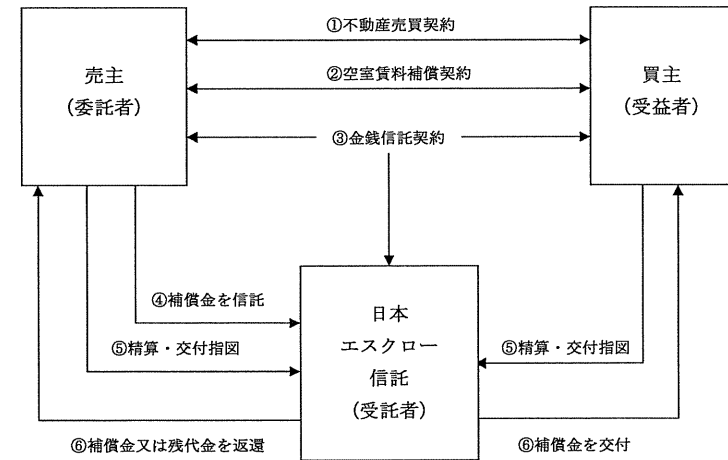 ①不動産売買契約
売主
(委託者)
②空室賃料補償契約
買主
(受益者)
③金銭信託契約
④補償金を信託
日本
エスクロー
信託
(受託者)
⑤精算・交付指図
⑤精算・交付指図
⑥補償金又は残代金を返還
⑥補償金を交付